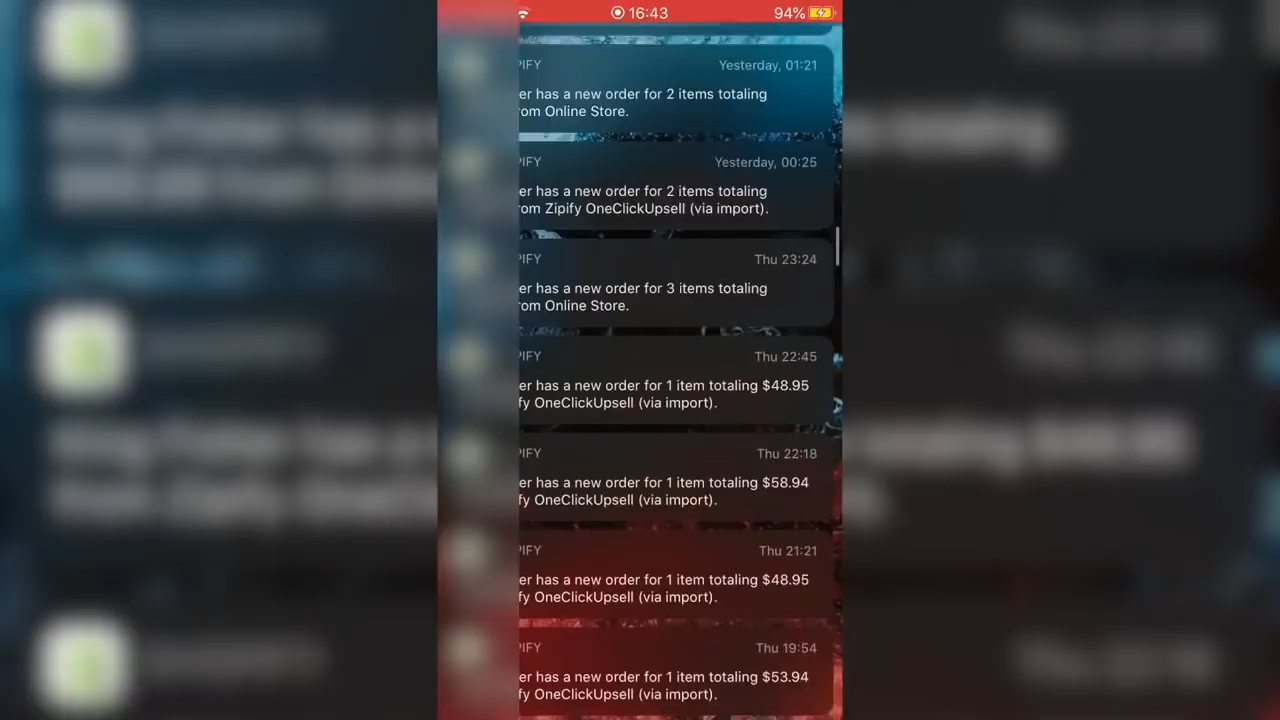 16:43 94%
PIFY Yesterday, 01:21
er has a new order for 2 items totaling
rom Online Store.
PIFY Yesterday, 00:25
er has a new order for 2 items totaling
rom Zipify OneClickUpsell (via import).
PIFY Thu 23:24
er has a new order for 3 items totaling
rom Online Store.
PIFY Thu 22:45
er has a new order for 1 item totaling $48.95
fy OneClickUpsell (via import).
PIFY Thu 22:18
er has a new order for 1 item totaling $58.94
fy OneClickUpsell (via import).
PIFY Thu 21:21
er has a new order for 1 item totaling $48.95
fy OneClickUpsell (via import).
PIFY Thu 19:54
er has a new order for 1 item totaling $53.94
fy OneClickUpsell (via import).